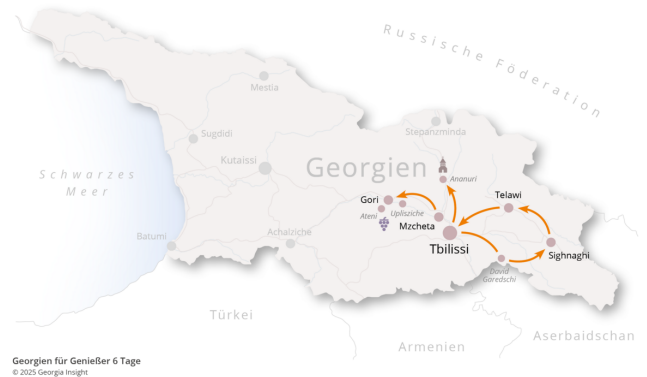 Russische Föderation
Mestia
Stepanzminda
Sugdidi
Kutaissi
Georgien
Ananuri
Schwarzes
Meer
Telawi
Gori
Uplisziche
Ateni
Mzcheta
Achalziche
Batumi
Tbilissi
Sighnaghi
David
Garedschi
Türkei
Aserbaidschan
Armenien
Georgien für Genießer 6 Tage
© 2025 Georgia Insight